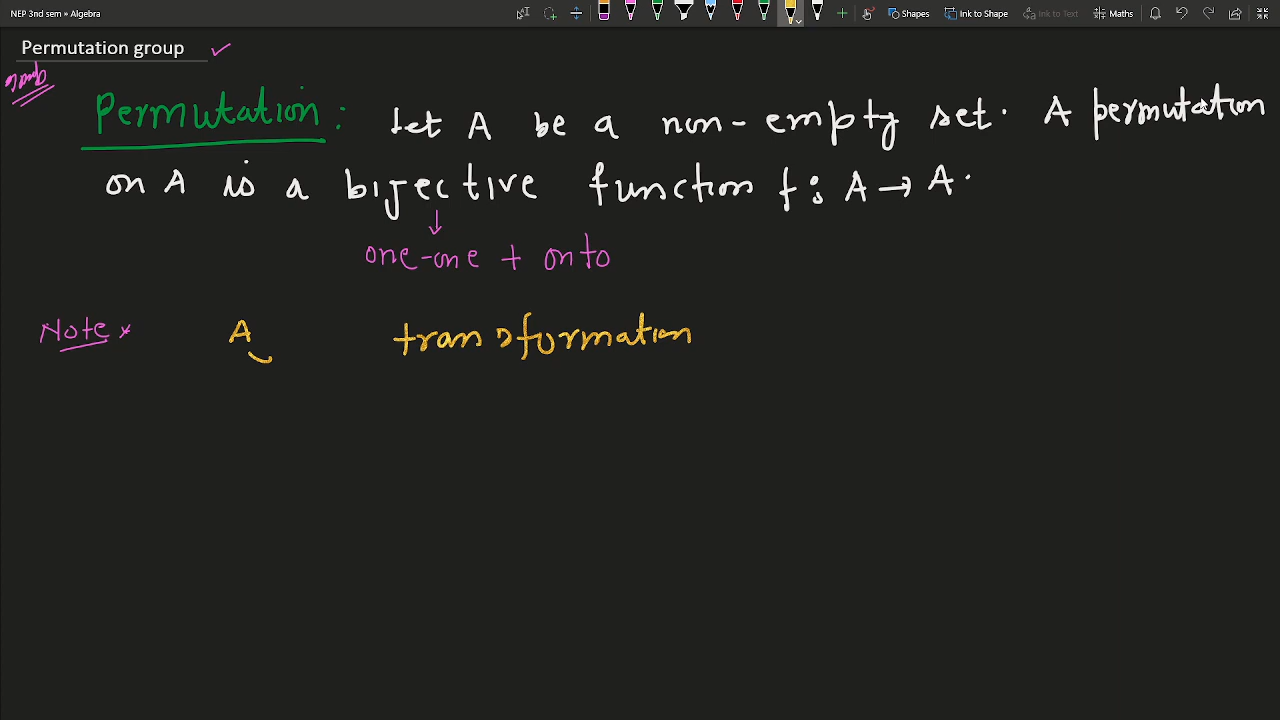 NEP 3rd sem » Algebra
Shapes Ink to Shape Ink to Text Maths
Permutation group
Permutation : Let A be a non-empty set. A permutation
on A is a bijective function f : A → A.
one-one + onto
Note * A transformation